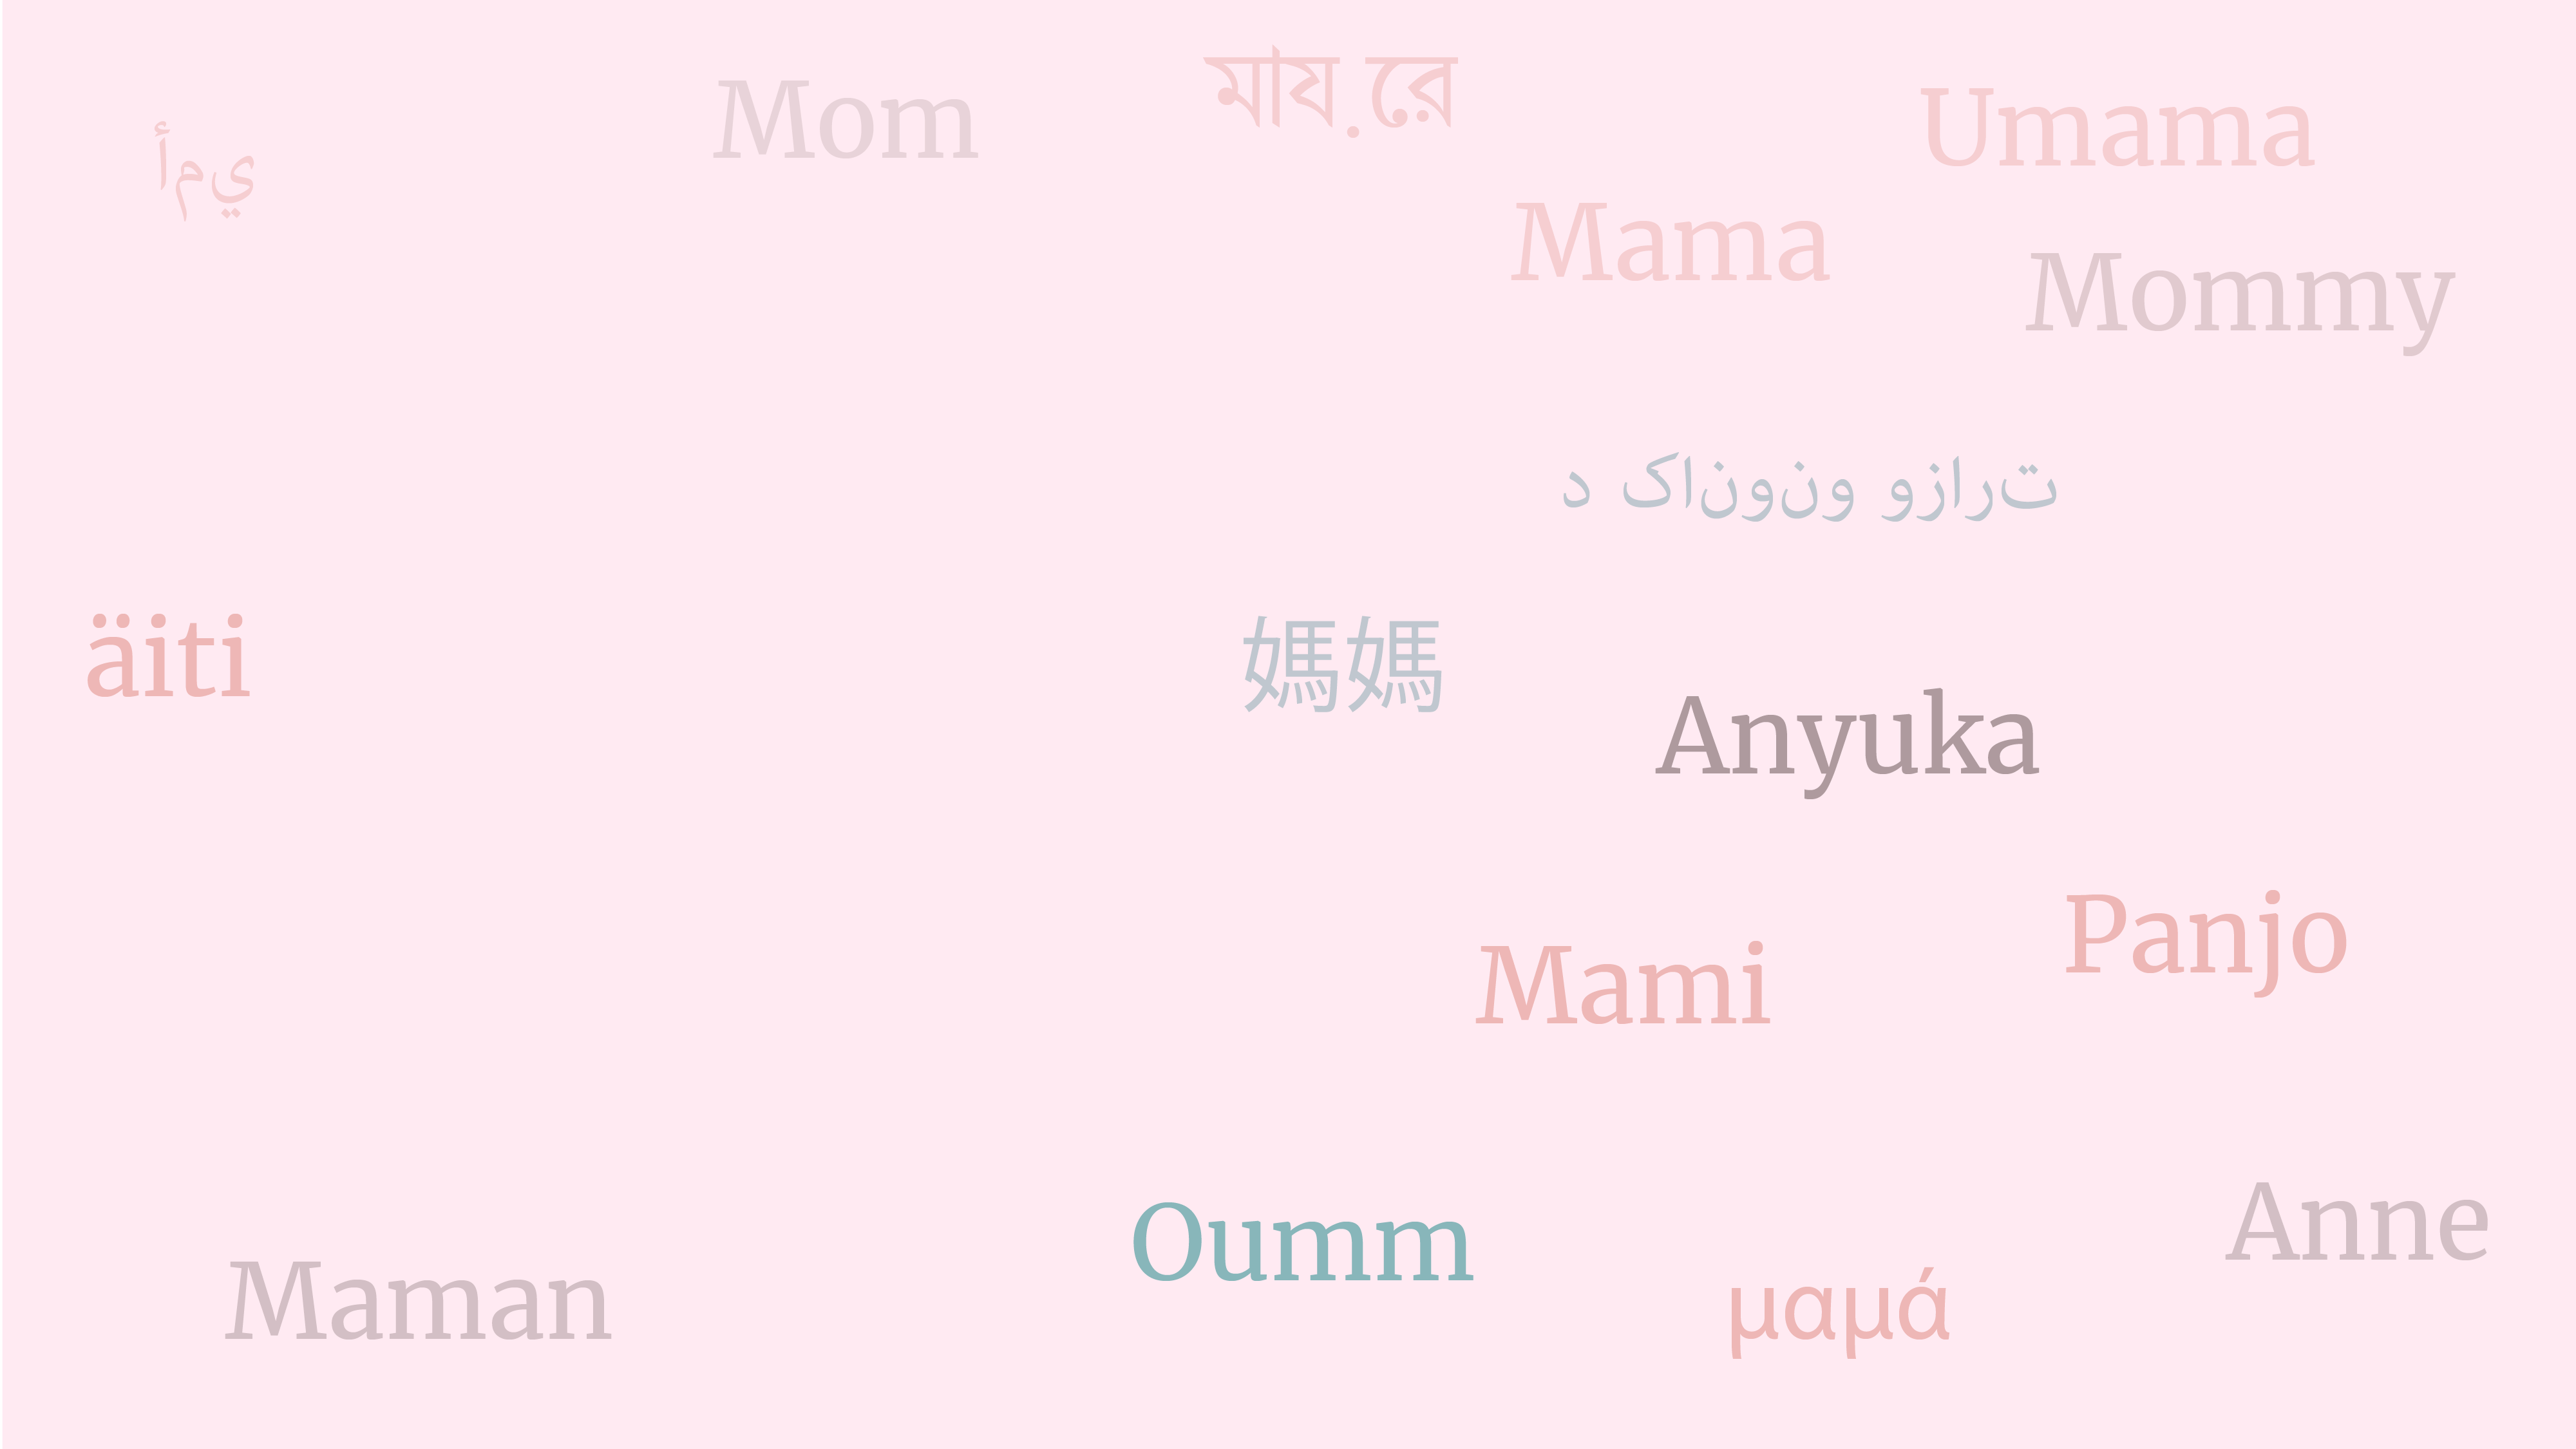 Mom
মায.রে
Umama
أمي
Mama
Mommy
د کانونو وزارت
äiti
媽媽
Anyuka
Panjo
Mami
Anne
Oumm
Maman
μαμά